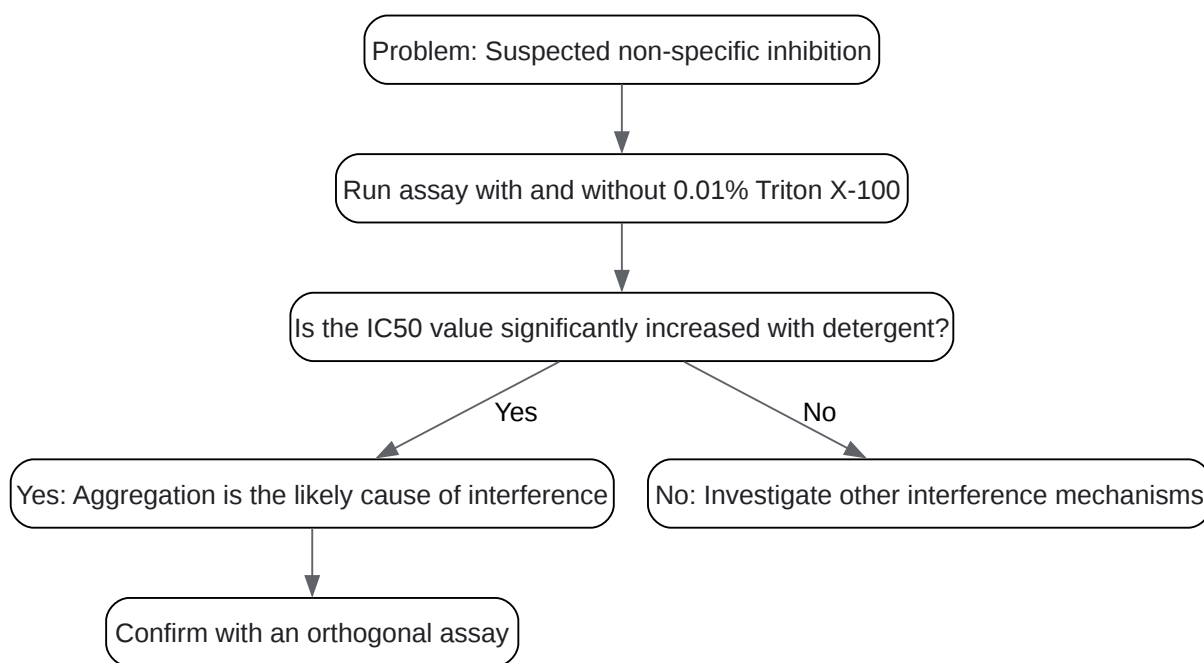 Problem: Suspected non-specific inhibition
Run assay with and without 0.01% Triton X-100
Is the IC50 value significantly increased with detergent?
Yes
No
Yes: Aggregation is the likely cause of interference
No: Investigate other interference mechanisms
Confirm with an orthogonal assay